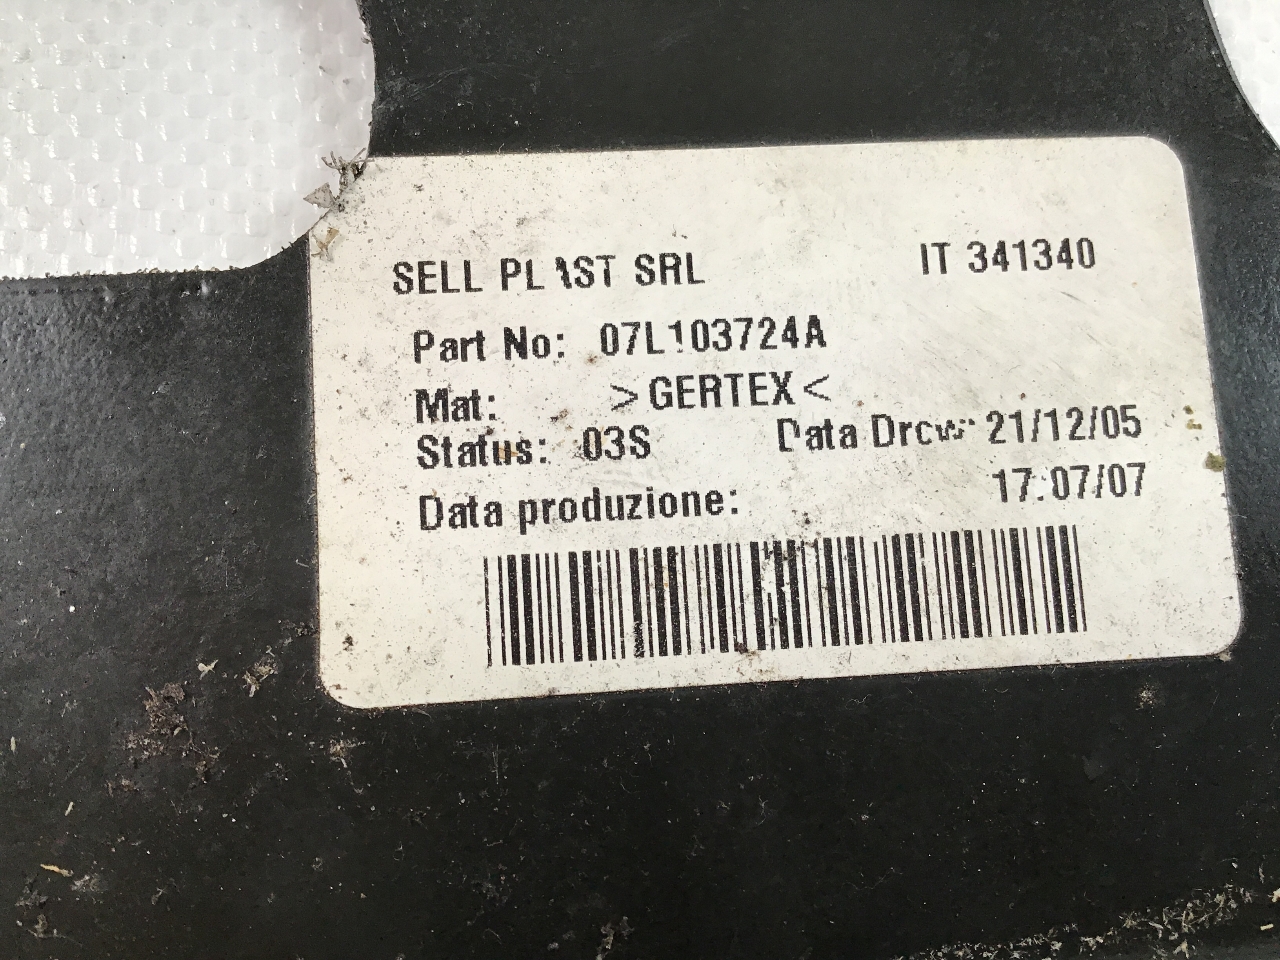 SELL PLAST SRL IT 341340
Part No: 07L103724A
Mat: >GERTEX<
Status: 03S Data Drcw: 21/12/05
Data produzione: 17/07/07